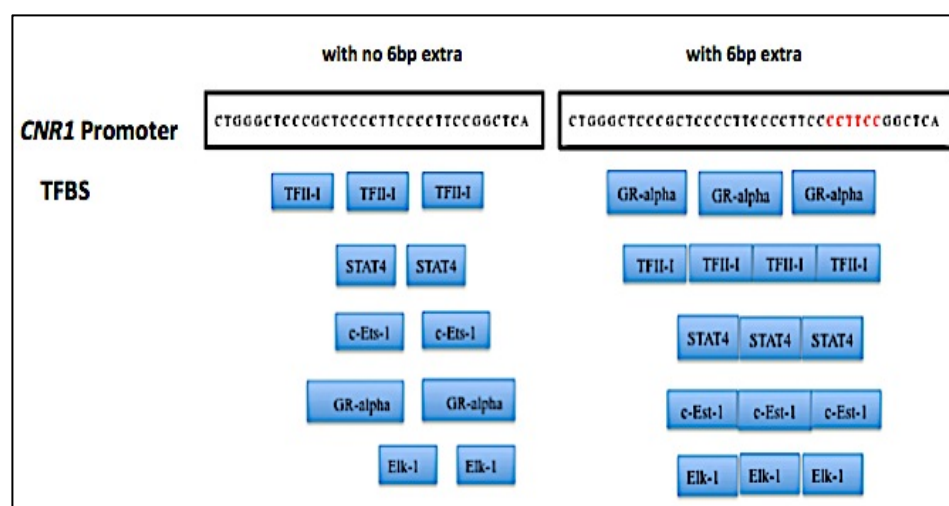 with no 6bp extra with 6bp extra
CNR1 Promoter CTGGGCTCCCGCTCCCCTTCCCCTTCCGGCTCA CTGGGCTCCCGCTCCCCTTCCCCTTCCCCTTCCGGCTCA
TFBS TFII-I TFII-I TFII-I GR-alpha GR-alpha GR-alpha
STAT4 STAT4 TFII-I TFII-I TFII-I TFII-I
c-Ets-1 c-Ets-1 STAT4 STAT4 STAT4
GR-alpha GR-alpha c-Est-1 c-Est-1 c-Est-1
Elk-1 Elk-1 Elk-1 Elk-1 Elk-1